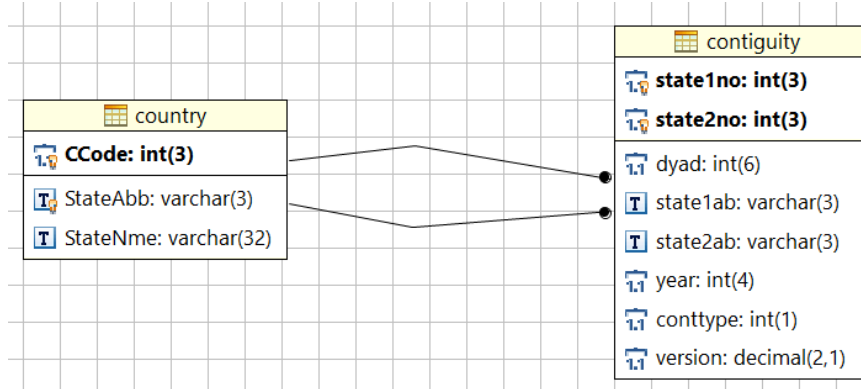 country
CCode: int(3)
StateAbb: varchar(3)
StateNme: varchar(32)
contiguity
state1no: int(3)
state2no: int(3)
dyad: int(6)
state1ab: varchar(3)
state2ab: varchar(3)
year: int(4)
conttype: int(1)
version: decimal(2,1)